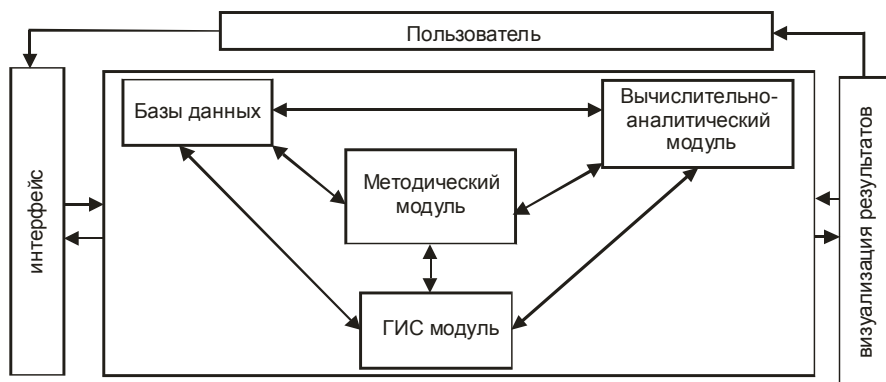 Пользователь
интерфейс
Базы данных
Вычислительно-
аналитический
модуль
Методический
модуль
ГИС модуль
визуализация результатов